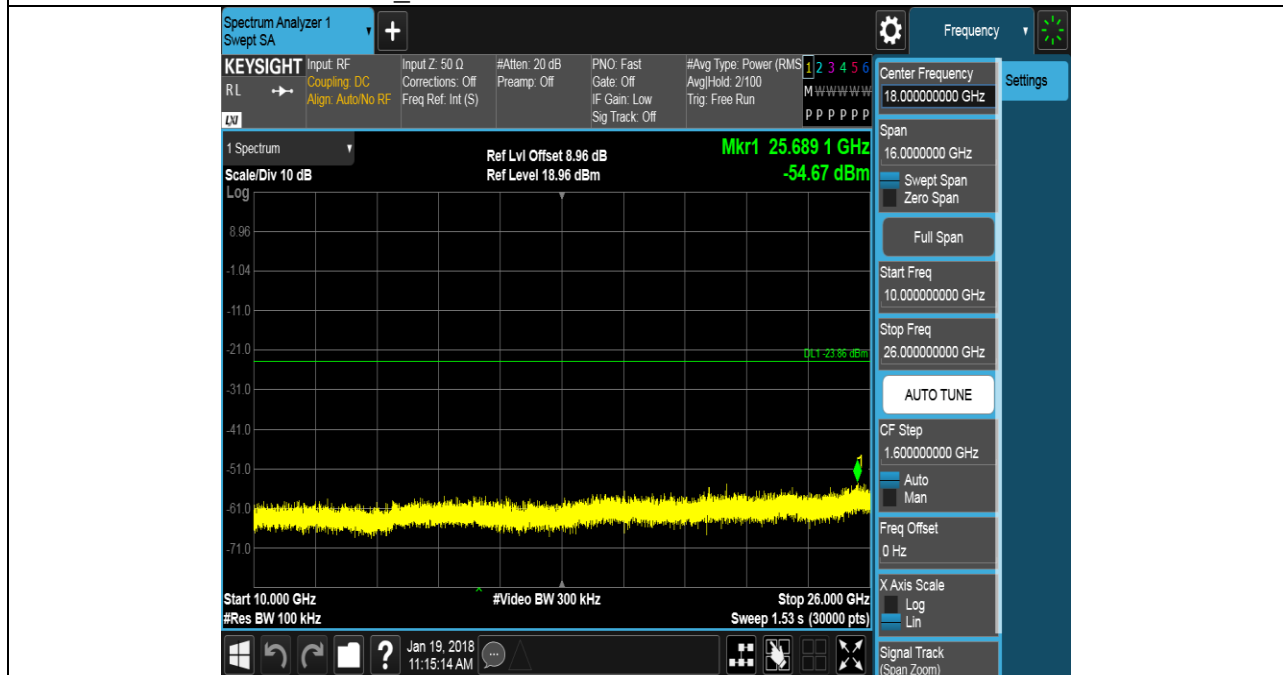 Spectrum Analyzer 1
Swept SA
+
Frequency
KEYSIGHT
RL
LXI
Input: RF
Coupling: DC
Align: Auto/No RF
Input Z: 50 Ω
Corrections: Off
Freq Ref: Int (S)
#Atten: 20 dB
Preamp: Off
PNO: Fast
Gate: Off
IF Gain: Low
Sig Track: Off
#Avg Type: Power (RMS
Avg|Hold: 2/100
Trig: Free Run
1 2 3 4 5 6
M W W W W W
P P P P P P
1 Spectrum
Scale/Div 10 dB
Ref Lvl Offset 8.96 dB
Ref Level 18.96 dBm
Mkr1 25.689 1 GHz
-54.67 dBm
Log
8.96
-1.04
-11.0
-21.0
DL1 -23.86 dBm
-31.0
-41.0
-51.0
1
-61.0
-71.0
Start 10.000 GHz
#Res BW 100 kHz
#Video BW 300 kHz
Stop 26.000 GHz
Sweep 1.53 s (30000 pts)
Center Frequency
18.000000000 GHz
Settings
Span
16.0000000 GHz
Swept Span
Zero Span
Full Span
Start Freq
10.000000000 GHz
Stop Freq
26.000000000 GHz
AUTO TUNE
CF Step
1.600000000 GHz
Auto
Man
Freq Offset
0 Hz
X Axis Scale
Log
Lin
Signal Track
(Span Zoom)
?
Jan 19, 2018
11:15:14 AM